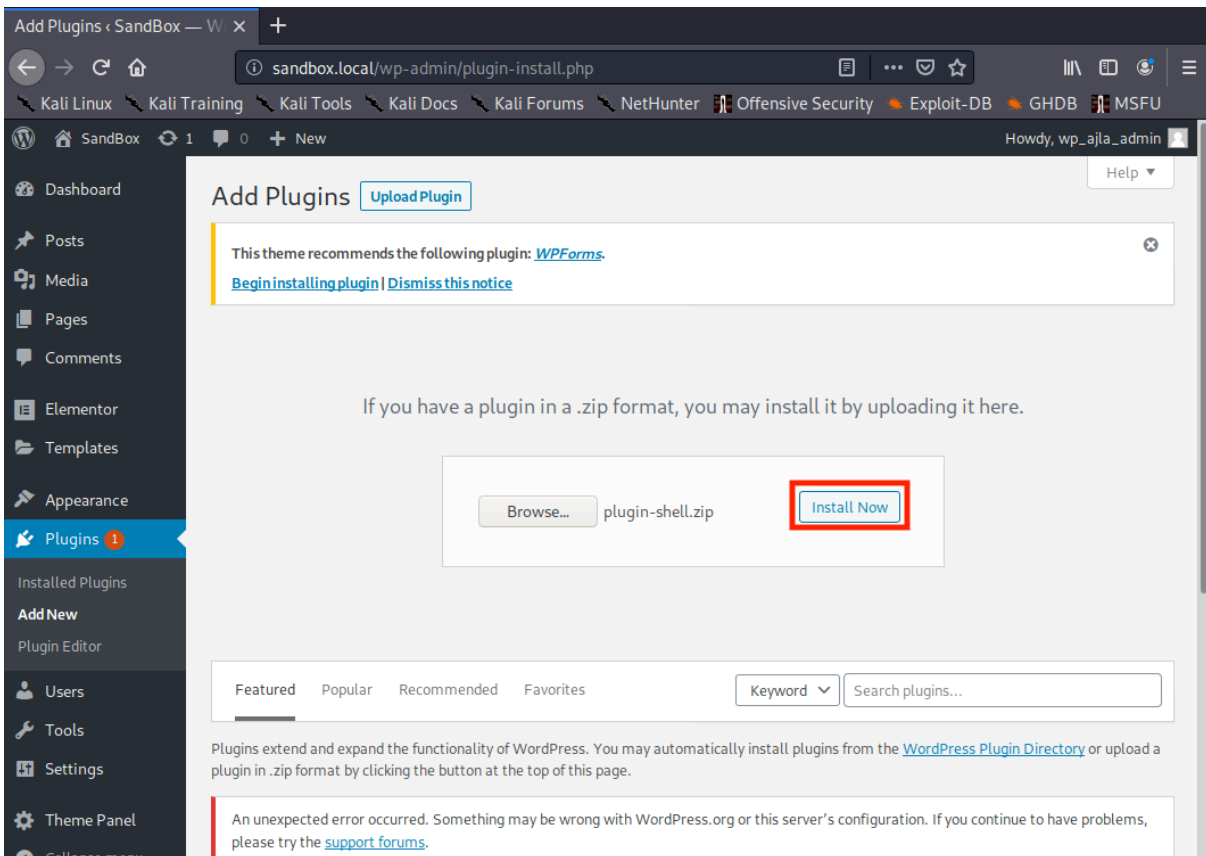 Add Plugins ‹ SandBox — W
sandbox.local/wp-admin/plugin-install.php
Kali Linux Kali Training Kali Tools Kali Docs Kali Forums NetHunter Offensive Security Exploit-DB GHDB MSFU
SandBox 1 0 + New Howdy, wp_ajla_admin
Help
Dashboard
Posts
Media
Pages
Comments
Elementor
Templates
Appearance
Plugins 1
Installed Plugins
Add New
Plugin Editor
Users
Tools
Settings
Theme Panel
Collapse menu
Add Plugins Upload Plugin
This theme recommends the following plugin: WPForms.
Begin installing plugin | Dismiss this notice
If you have a plugin in a .zip format, you may install it by uploading it here.
Browse... plugin-shell.zip Install Now
Featured Popular Recommended Favorites Keyword Search plugins...
Plugins extend and expand the functionality of WordPress. You may automatically install plugins from the WordPress Plugin Directory or upload a
plugin in .zip format by clicking the button at the top of this page.
An unexpected error occurred. Something may be wrong with WordPress.org or this server's configuration. If you continue to have problems,
please try the support forums.